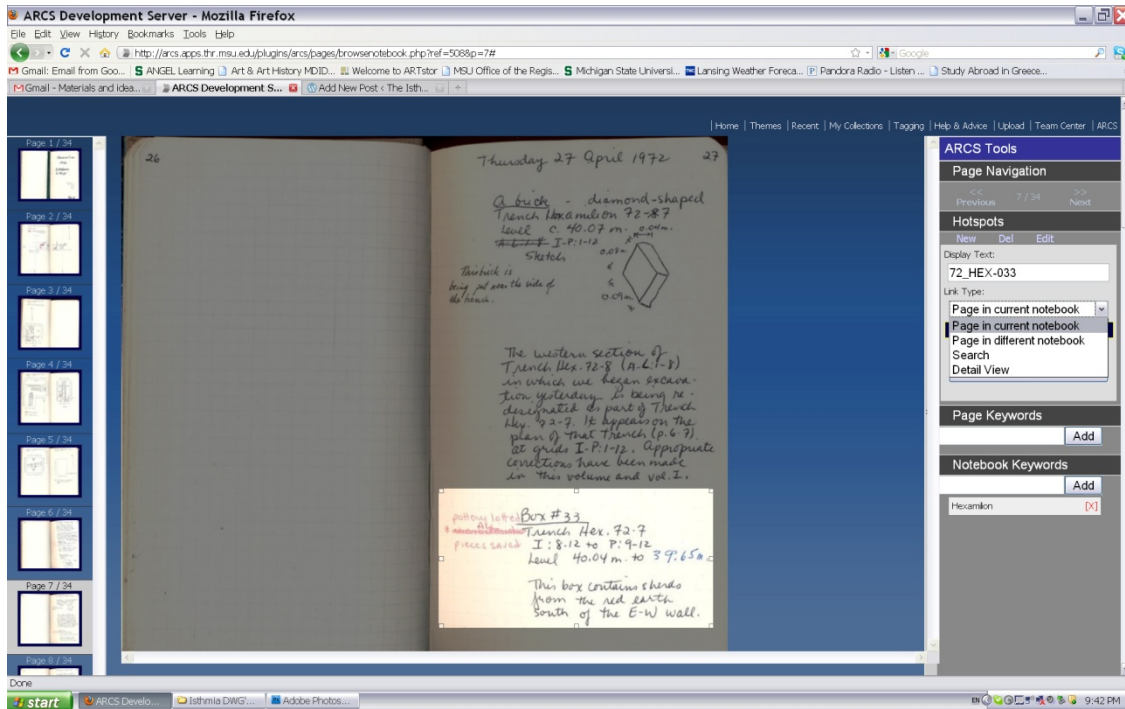 ARCS Development Server - Mozilla Firefox
File Edit View History Bookmarks Tools Help
http://arcs.apps.thr.msu.edu/plugins/arcs/pages/browsenotebook.php?ref=508&p=7#
Google
Gmail: Email from Goo... ANGEL Learning Art & Art History MDID... Welcome to ARTstor MSU Office of the Regis... Michigan State Universi... Lansing Weather Foreca... Pandora Radio - Listen ... Study Abroad in Greece...
Gmail - Materials and idea... ARCS Development S... Add New Post < The Isth...
Home | Themes | Recent | My Collections | Tagging | Help & Advice | Upload | Team Center | ARCS
Page 1 / 34
Page 2 / 34
Page 3 / 34
Page 4 / 34
Page 5 / 34
Page 6 / 34
Page 7 / 34
Page 8 / 34
26
Thursday 27 April 1972 27
A brick - diamond-shaped
Trench Hexamilion 72-87
Level c. 40.07 m. 0.04m.
I-P:1-12
Sketch
This brick is
being put near the side of
the trench.
0.09m
The western section of
Trench Hex. 72-8 (A-L:1-8)
in which we began excava-
tion yesterday is being re-
designated as part of Trench
Hex. 72-7. It appears on the
plan of that Trench (p. 6-7)
at grids I-P:1-12. Appropriate
corrections have been made
in this volume and vol. I.
pottery lotted
pieces saved
Box #33
Trench Hex. 72-7
I: 8-12 to P: 9-12
Level 40.04 m. to 39.65m.
This box contains sherds
from the red earth
south of the E-W wall.
ARCS Tools
Page Navigation
<< Previous 7 / 34 >> Next
Hotspots
New Del Edit
Display Text:
72_HEX-033
Link Type:
Page in current notebook
Page in current notebook
Page in different notebook
Search
Detail View
Page Keywords
Add
Notebook Keywords
Add
Hexamilion [X]
Done
start ARCS Develo... Isthmia DWG'... Adobe Photos... EN 9:42 PM